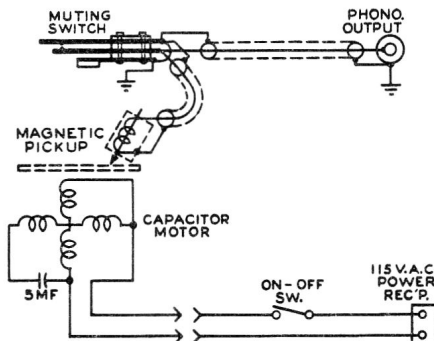 MUTING
SWITCH
PHONO.
OUTPUT
MAGNETIC
PICKUP
CAPACITOR
MOTOR
5MF
ON-OFF
SW.
115 V. A.C.
POWER
REC'P.